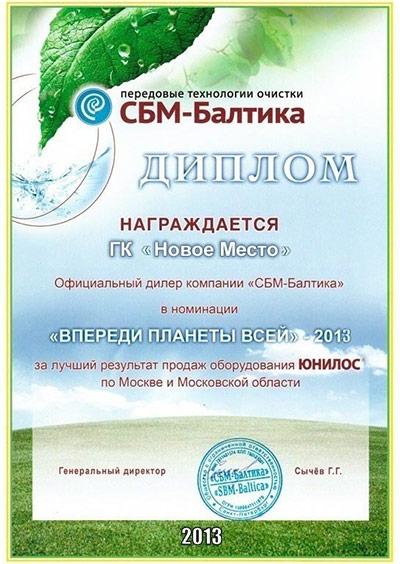 передовые технологии очистки
СБМ-Балтика
ДИПЛОМ
НАГРАЖДАЕТСЯ
ГК «Новое Место»
Официальный дилер компании «СБМ-Балтика»
в номинации
«ВПЕРЕДИ ПЛАНЕТЫ ВСЕЙ» - 2013
за лучший результат продаж оборудования ЮНИЛОС®
по Москве и Московской области
Генеральный директор
Сычёв Г.Г.
«СБМ-Балтика»
«SBM-Baltica»
Санкт-Петербург
2013